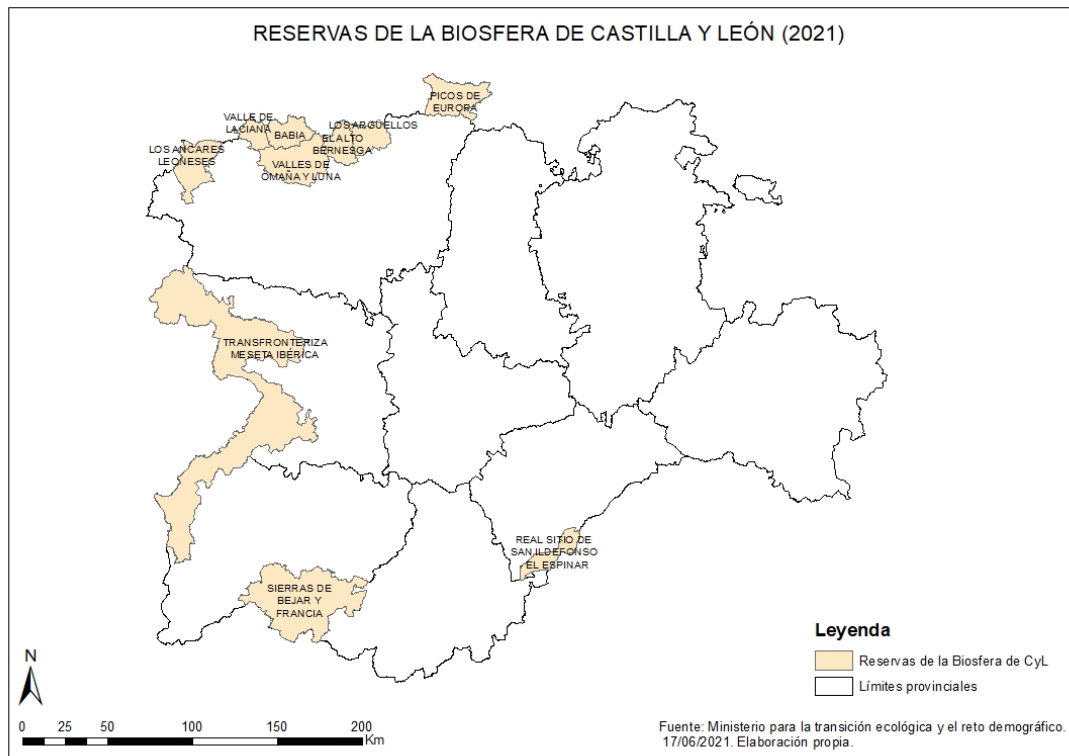 RESERVAS DE LA BIOSFERA DE CASTILLA Y LEÓN (2021)
PICOS DE
EUROPA
VALLE DE
LACIANA
BABIA
LOS ARGÜELLOS
EL ALTO
BERNESGA
LOS ANCARES
LEONESES
VALLES DE
OMAÑA Y LUNA
TRANSFRONTERIZA
MESETA IBÉRICA
REAL SITIO DE
SAN ILDEFONSO
EL ESPINAR
SIERRAS DE
BEJAR Y
FRANCIA
Leyenda
Reservas de la Biosfera de CyL
Límites provinciales
N
0 25 50 100 150 200
Km
Fuente: Ministerio para la transición ecológica y el reto demográfico.
17/06/2021. Elaboración propia.